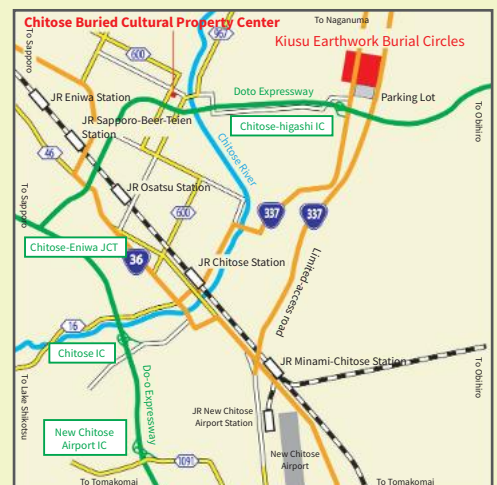 Chitose Buried Cultural Property Center
To Naganuma
967
600
Kiusu Earthwork Burial Circles
To Sapporo
JR Eniwa Station
Doto Expressway
Parking Lot
JR Sapporo-Beer-Teien
Station
Chitose-higashi IC
To Obihiro
46
Chitose River
JR Osatsu Station
To Sapporo
600
337
337
Chitose-Eniwa JCT
36
JR Chitose Station
Limited-access road
16
Chitose IC
JR Minami-Chitose Station
To Lake Shikotsu
Do-o Expressway
To Obihiro
JR New Chitose
Airport Station
New Chitose
Airport IC
New Chitose
Airport
1091
To Tomakomai
To Tomakomai